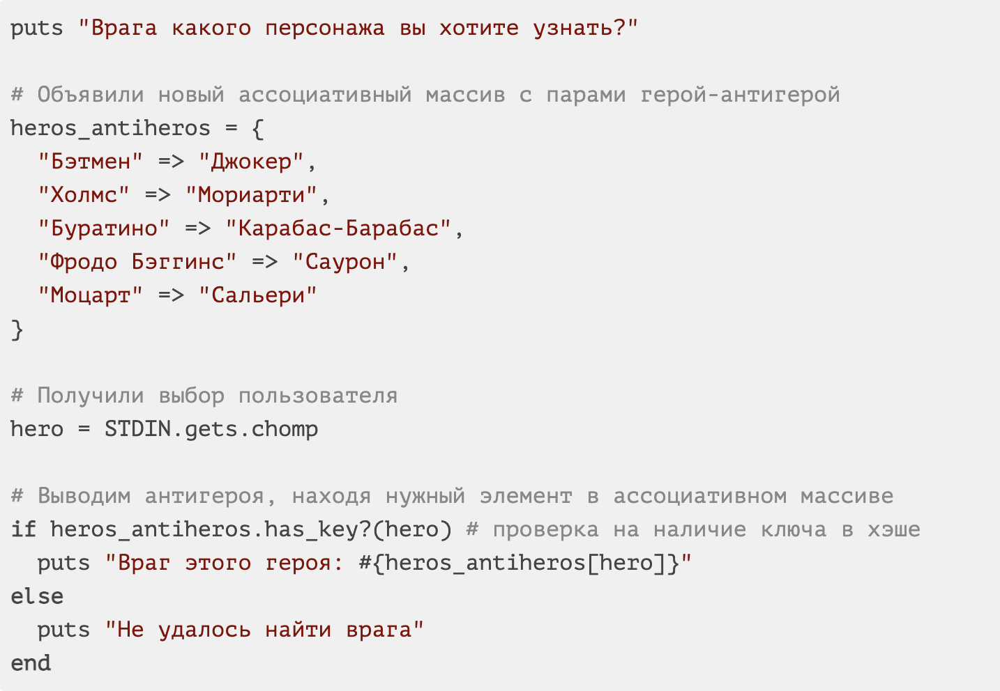 puts "Врага какого персонажа вы хотите узнать?"
# Объявили новый ассоциативный массив с парами герой-антигерой
heros_antiheros = {
  "Бэтмен" => "Джокер",
  "Холмс" => "Мориарти",
  "Буратино" => "Карабас-Барабас",
  "Фродо Бэггинс" => "Саурон",
  "Моцарт" => "Сальери"
}
# Получили выбор пользователя
hero = STDIN.gets.chomp
# Выводим антигероя, находя нужный элемент в ассоциативном массиве
if heros_antiheros.has_key?(hero) # проверка на наличие ключа в хэше
  puts "Враг этого героя: #{heros_antiheros[hero]}"
else
  puts "Не удалось найти врага"
end